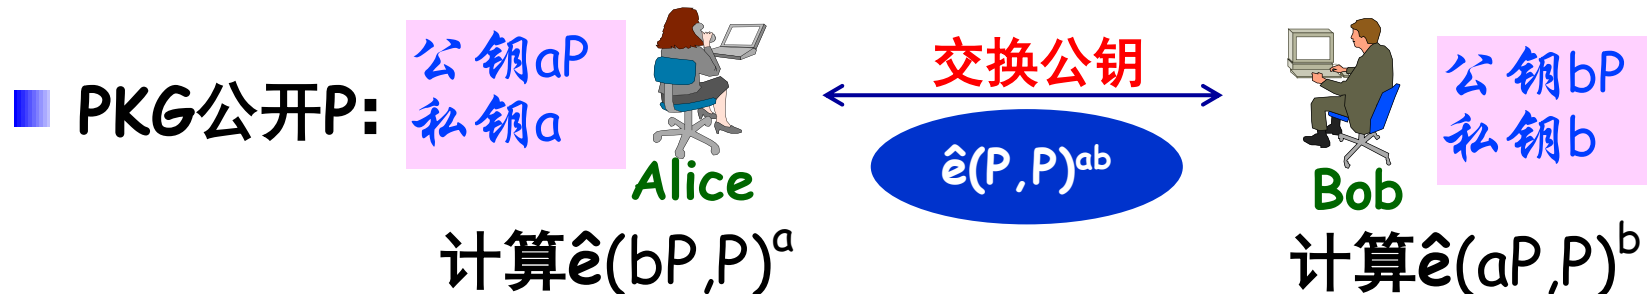 PKG公开P:
公钥aP
私钥a
Alice
计算ê(bP,P)ᵃ
交换公钥
ê(P,P)ᵃᵇ
公钥bP
私钥b
Bob
计算ê(aP,P)ᵇ